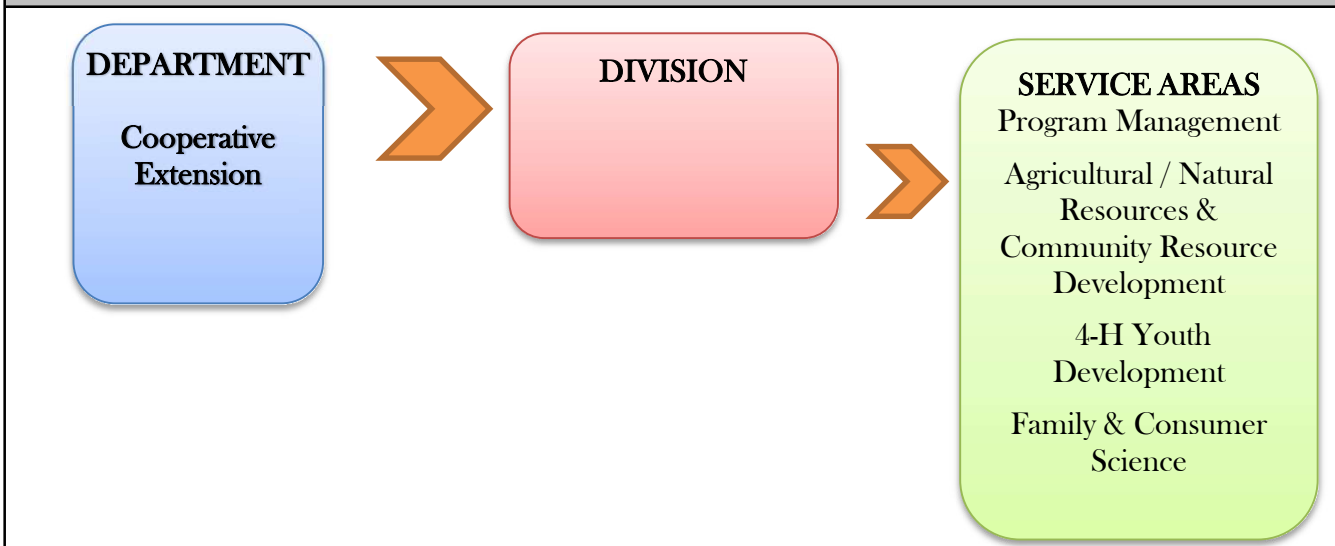 DEPARTMENT
Cooperative
Extension
DIVISION
SERVICE AREAS
Program Management
Agricultural / Natural
Resources &
Community Resource
Development
4-H Youth
Development
Family & Consumer
Science